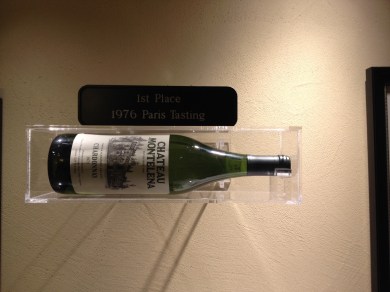 1st Place
1976 Paris Tasting
CHATEAU
MONTELENA
CHARDONNAY